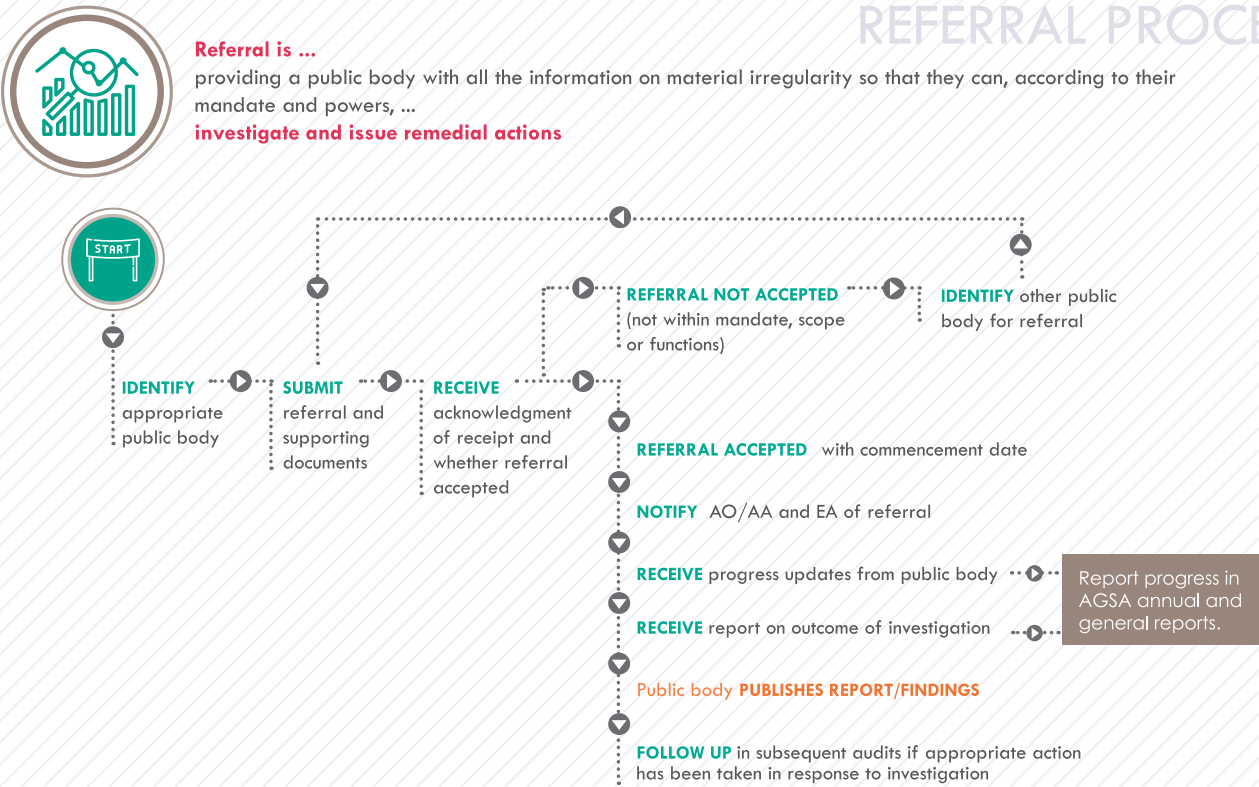 REFERRAL PROCE
Referral is ...
providing a public body with all the information on material irregularity so that they can, according to their
mandate and powers, ...
investigate and issue remedial actions
START
IDENTIFY
appropriate
public body
SUBMIT
referral and
supporting
documents
RECEIVE
acknowledgment
of receipt and
whether referral
accepted
REFERRAL NOT ACCEPTED
(not within mandate, scope
or functions)
IDENTIFY other public
body for referral
REFERRAL ACCEPTED with commencement date
NOTIFY AO/AA and EA of referral
RECEIVE progress updates from public body
RECEIVE report on outcome of investigation
Report progress in
AGSA annual and
general reports.
Public body PUBLISHES REPORT/FINDINGS
FOLLOW UP in subsequent audits if appropriate action
has been taken in response to investigation